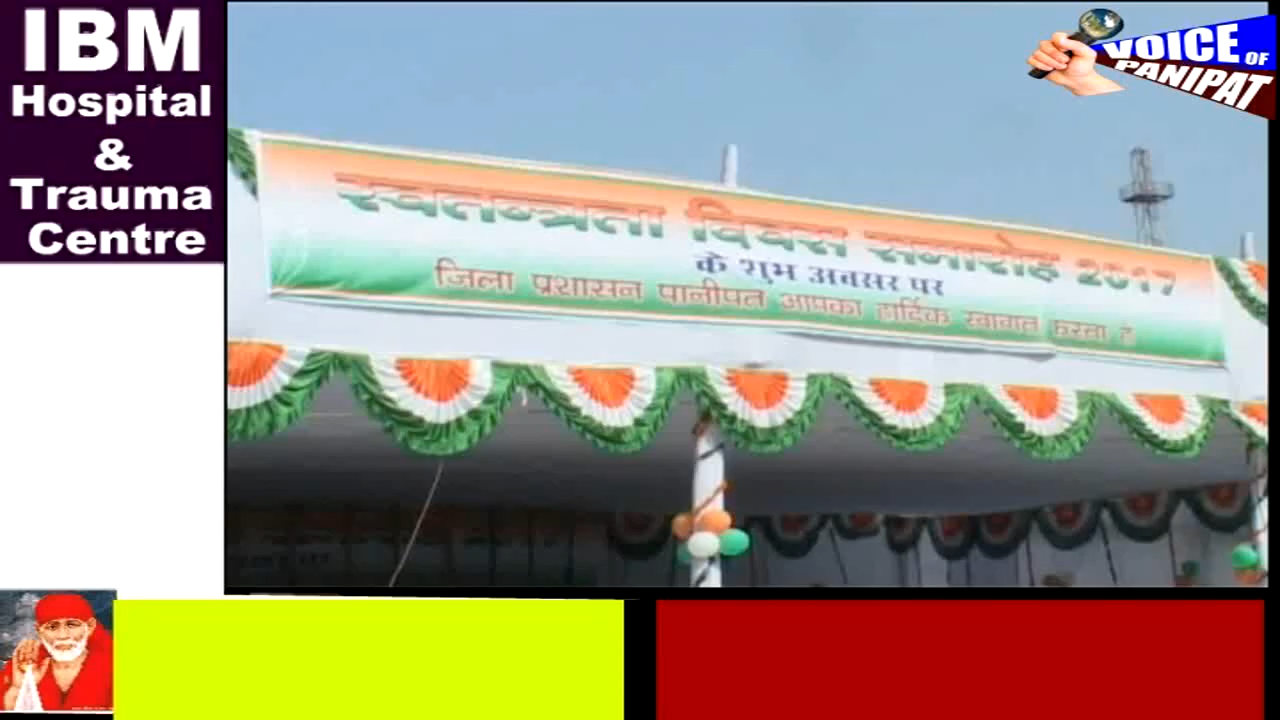 IBM
Hospital
&
Trauma
Centre
VOICE OF
PANIPAT
स्वतन्त्रता दिवस समारोह 2017
के शुभ अवसर पर
जिला प्रशासन पानीपत आपका हार्दिक स्वागत करता है